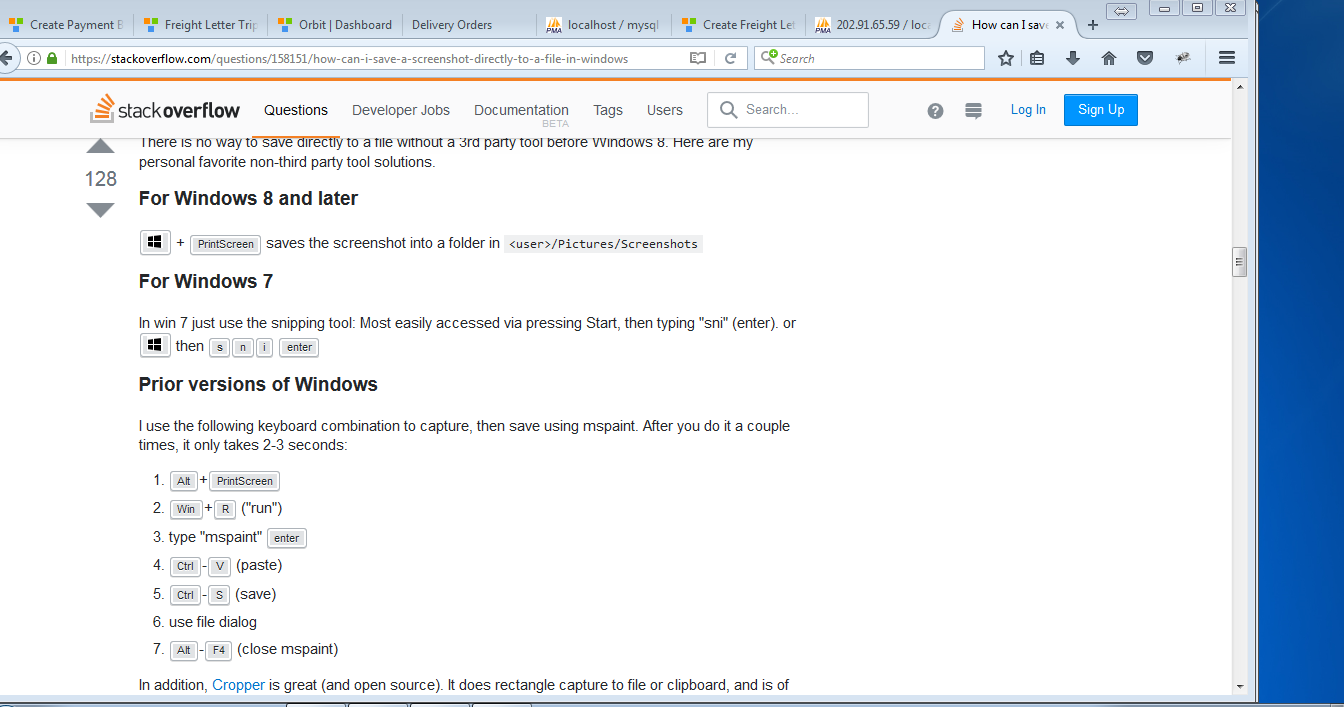 Create Payment B
Freight Letter Trip
Orbit | Dashboard
Delivery Orders
PMA localhost / mysql
Create Freight Let
PMA 202.91.65.59 / loca
How can I save
https://stackoverflow.com/questions/158151/how-can-i-save-a-screenshot-directly-to-a-file-in-windows
Search
stackoverflow
Questions
Developer Jobs
Documentation
BETA
Tags
Users
Search...
Log In
Sign Up
There is no way to save directly to a file without a 3rd party tool before Windows 8. Here are my
personal favorite non-third party tool solutions.
128
For Windows 8 and later
+ PrintScreen saves the screenshot into a folder in <user>/Pictures/Screenshots
For Windows 7
In win 7 just use the snipping tool: Most easily accessed via pressing Start, then typing "sni" (enter). or
then s n i enter
Prior versions of Windows
I use the following keyboard combination to capture, then save using mspaint. After you do it a couple
times, it only takes 2-3 seconds:
1. Alt + PrintScreen
2. Win + R ("run")
3. type "mspaint" enter
4. Ctrl - V (paste)
5. Ctrl - S (save)
6. use file dialog
7. Alt - F4 (close mspaint)
In addition, Cropper is great (and open source). It does rectangle capture to file or clipboard, and is of